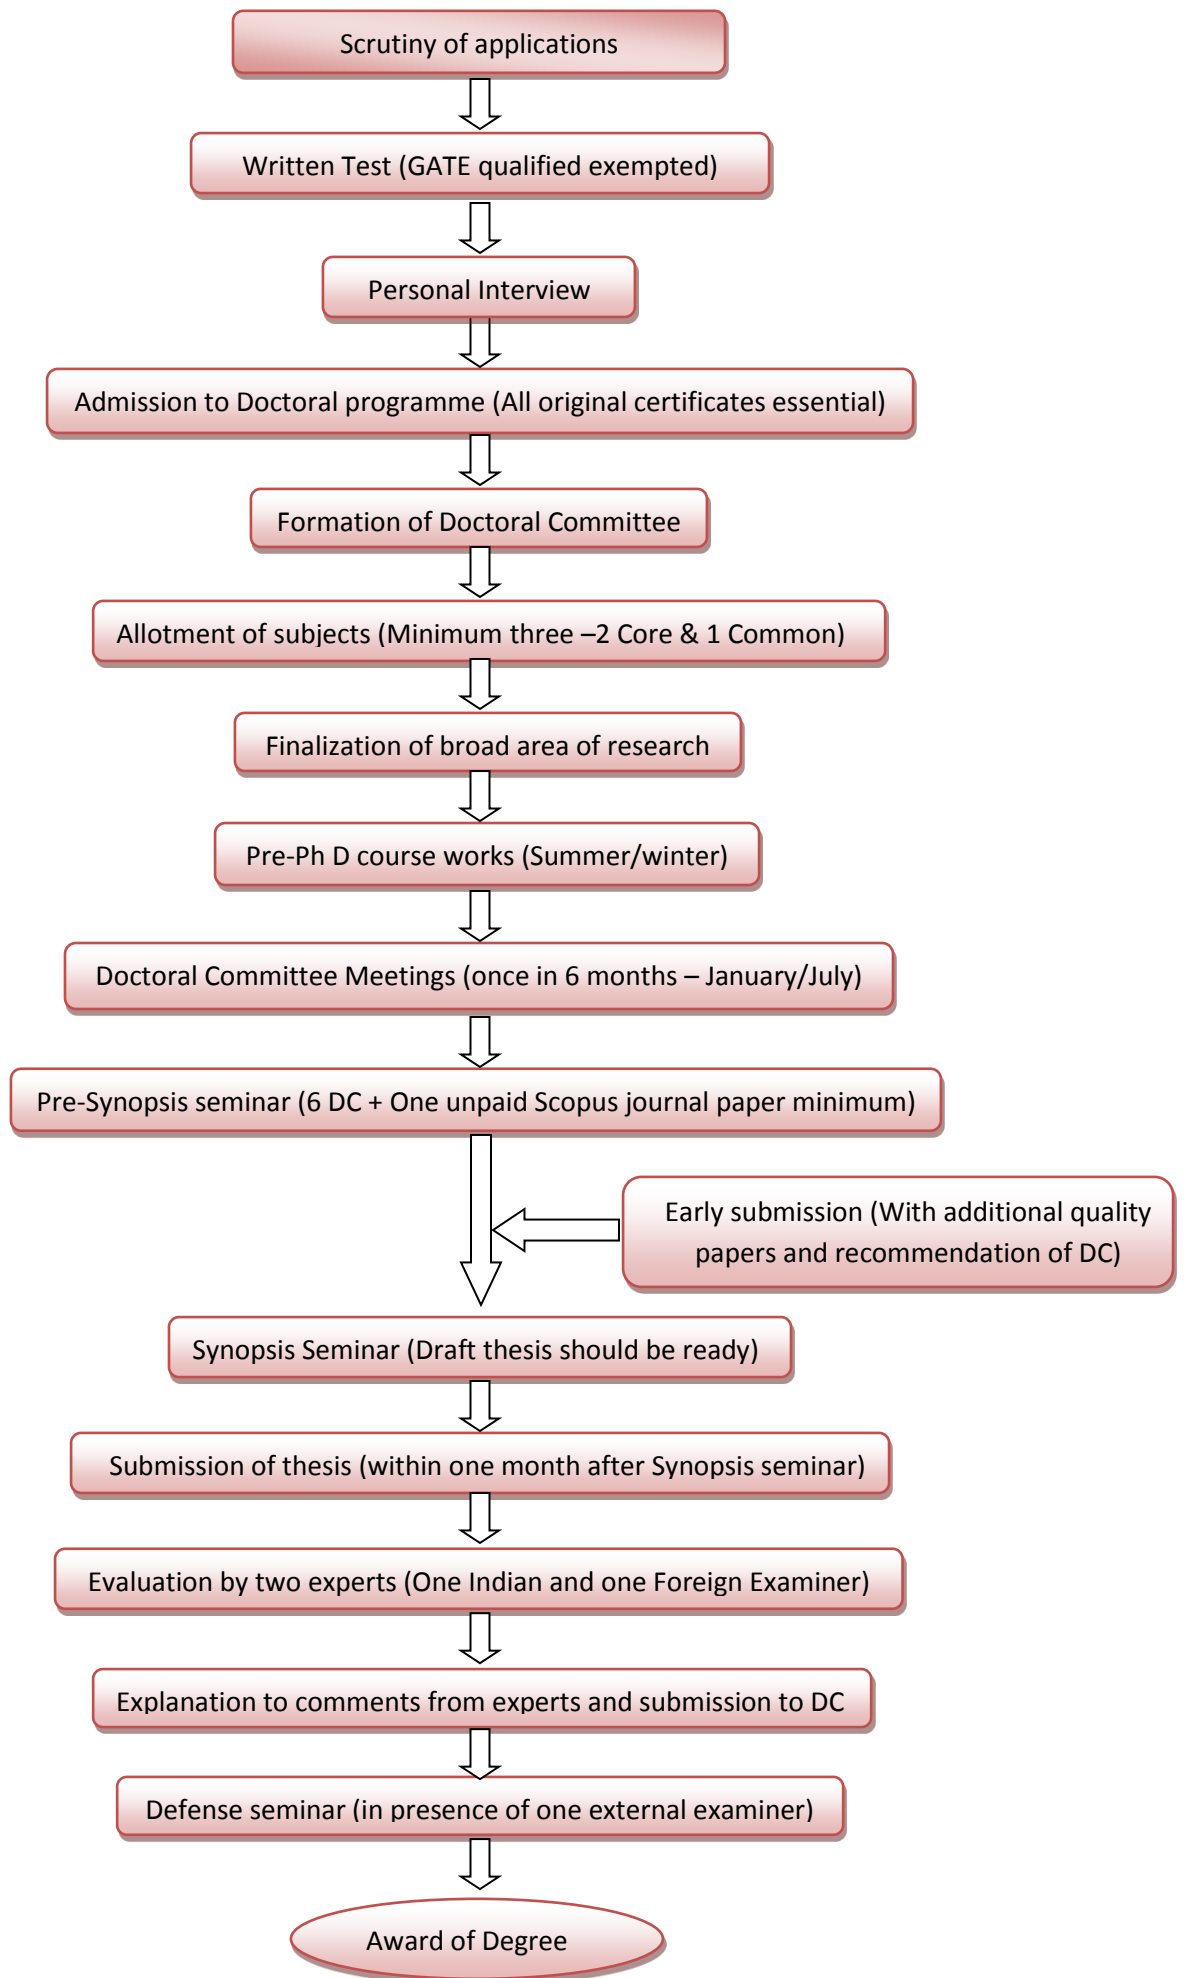 Scrutiny of applications
Written Test (GATE qualified exempted)
Personal Interview
Admission to Doctoral programme (All original certificates essential)
Formation of Doctoral Committee
Allotment of subjects (Minimum three –2 Core & 1 Common)
Finalization of broad area of research
Pre-Ph D course works (Summer/winter)
Doctoral Committee Meetings (once in 6 months – January/July)
Pre-Synopsis seminar (6 DC + One unpaid Scopus journal paper minimum)
Early submission (With additional quality
papers and recommendation of DC)
Synopsis Seminar (Draft thesis should be ready)
Submission of thesis (within one month after Synopsis seminar)
Evaluation by two experts (One Indian and one Foreign Examiner)
Explanation to comments from experts and submission to DC
Defense seminar (in presence of one external examiner)
Award of Degree